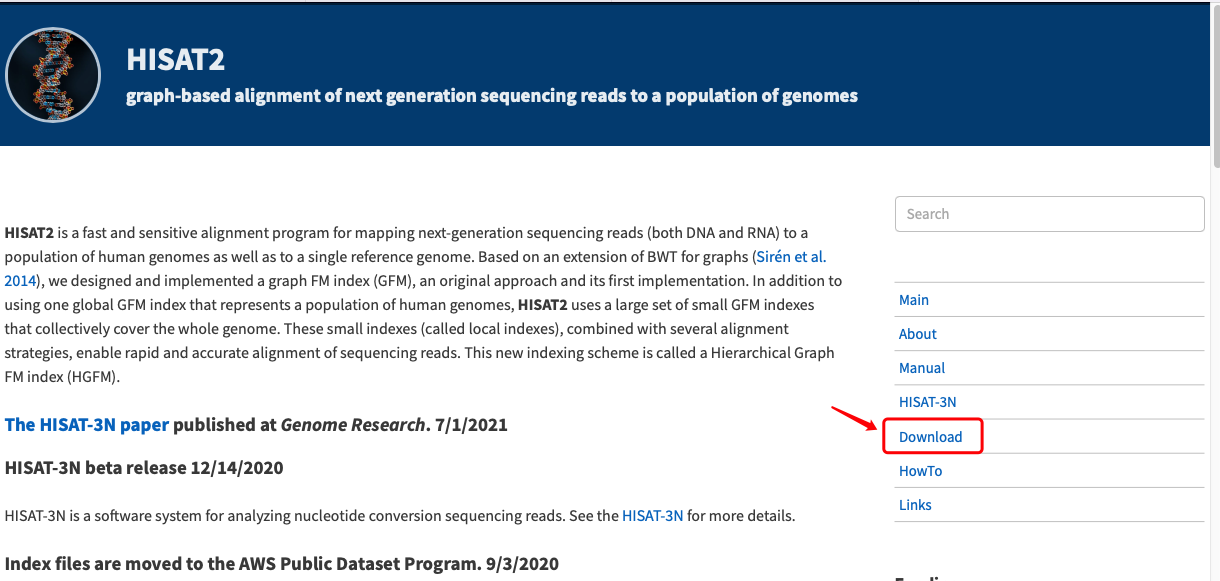 HISAT2
graph-based alignment of next generation sequencing reads to a population of genomes
HISAT2 is a fast and sensitive alignment program for mapping next-generation sequencing reads (both DNA and RNA) to a
population of human genomes as well as to a single reference genome. Based on an extension of BWT for graphs (Sirén et al.
2014), we designed and implemented a graph FM index (GFM), an original approach and its first implementation. In addition to
using one global GFM index that represents a population of human genomes, HISAT2 uses a large set of small GFM indexes
that collectively cover the whole genome. These small indexes (called local indexes), combined with several alignment
strategies, enable rapid and accurate alignment of sequencing reads. This new indexing scheme is called a Hierarchical Graph
FM index (HGFM).
The HISAT-3N paper published at Genome Research. 7/1/2021
HISAT-3N beta release 12/14/2020
HISAT-3N is a software system for analyzing nucleotide conversion sequencing reads. See the HISAT-3N for more details.
Index files are moved to the AWS Public Dataset Program. 9/3/2020
Search
Main
About
Manual
HISAT-3N
Download
HowTo
Links